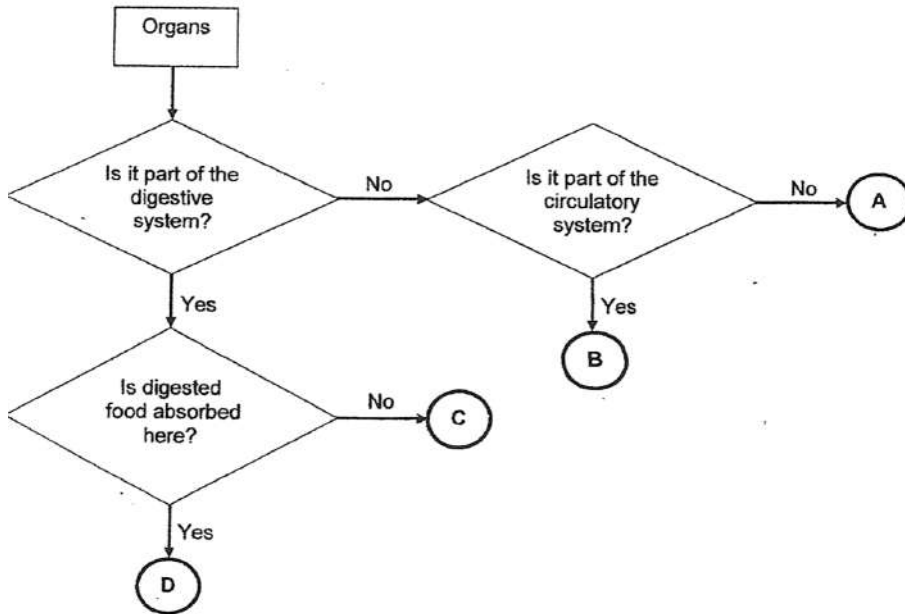 Organs
Is it part of the
digestive
system?
No
Is it part of the
circulatory
system?
No
A
Yes
Yes
B
Is digested
food absorbed
here?
No
C
Yes
D